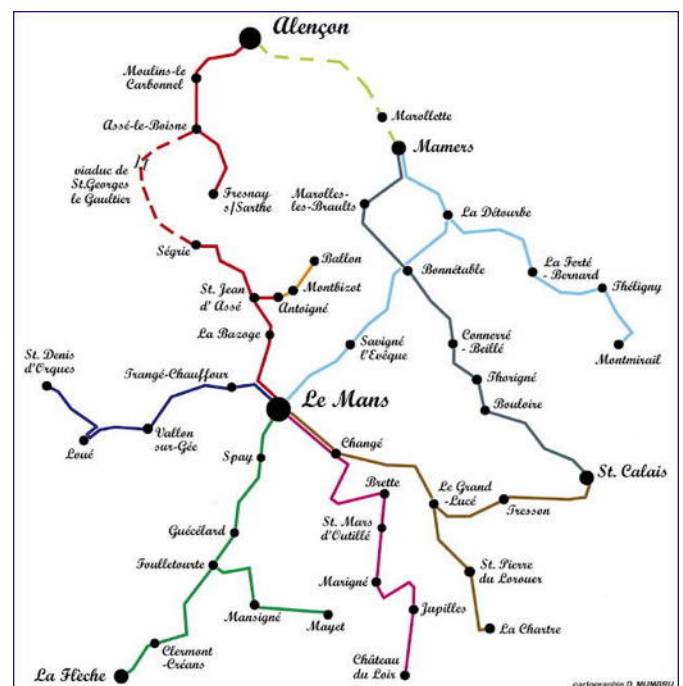 Alençon
Moulins-le
Carbonnel
Marollette
Assé-le-Boisne
Mamers
viaduc de
St.Georges
le Gaultier
Fresnay
s/Sarthe
Marolles-
les-Braults
La Détourbe
Ségrie
Ballon
Bonnétable
La Ferté
-Bernard
Théligny
St. Jean
d' Assé
Montbizot
Antoigné
La Bazoge
Savigné
l'Evêque
Connerré
-Beillé
Montmirail
St. Denis
d'Orques
Trangé-Chauffour
Thorigné
Le Mans
Bouloire
Loué
Vallon
sur-Gée
Changé
Spay
St. Calais
Brette
Le Grand
-Lucé
Tresson
Guécélard
St. Mars
d'Outillé
Foulletourte
St. Pierre
du Lorouer
Marigné
Mansigné
Mayet
Jupilles
La Chartre
Clermont
-Créans
La Flèche
Château
du Loir
cartographie D. MUMBRU